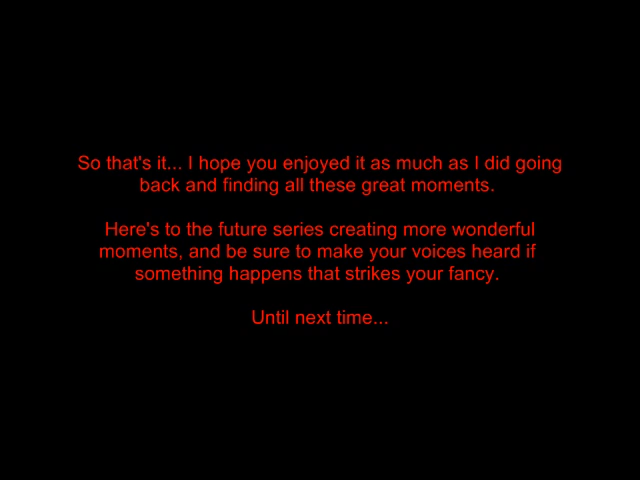 So that's it... I hope you enjoyed it as much as I did going
back and finding all these great moments.
Here's to the future series creating more wonderful
moments, and be sure to make your voices heard if
something happens that strikes your fancy.
Until next time...